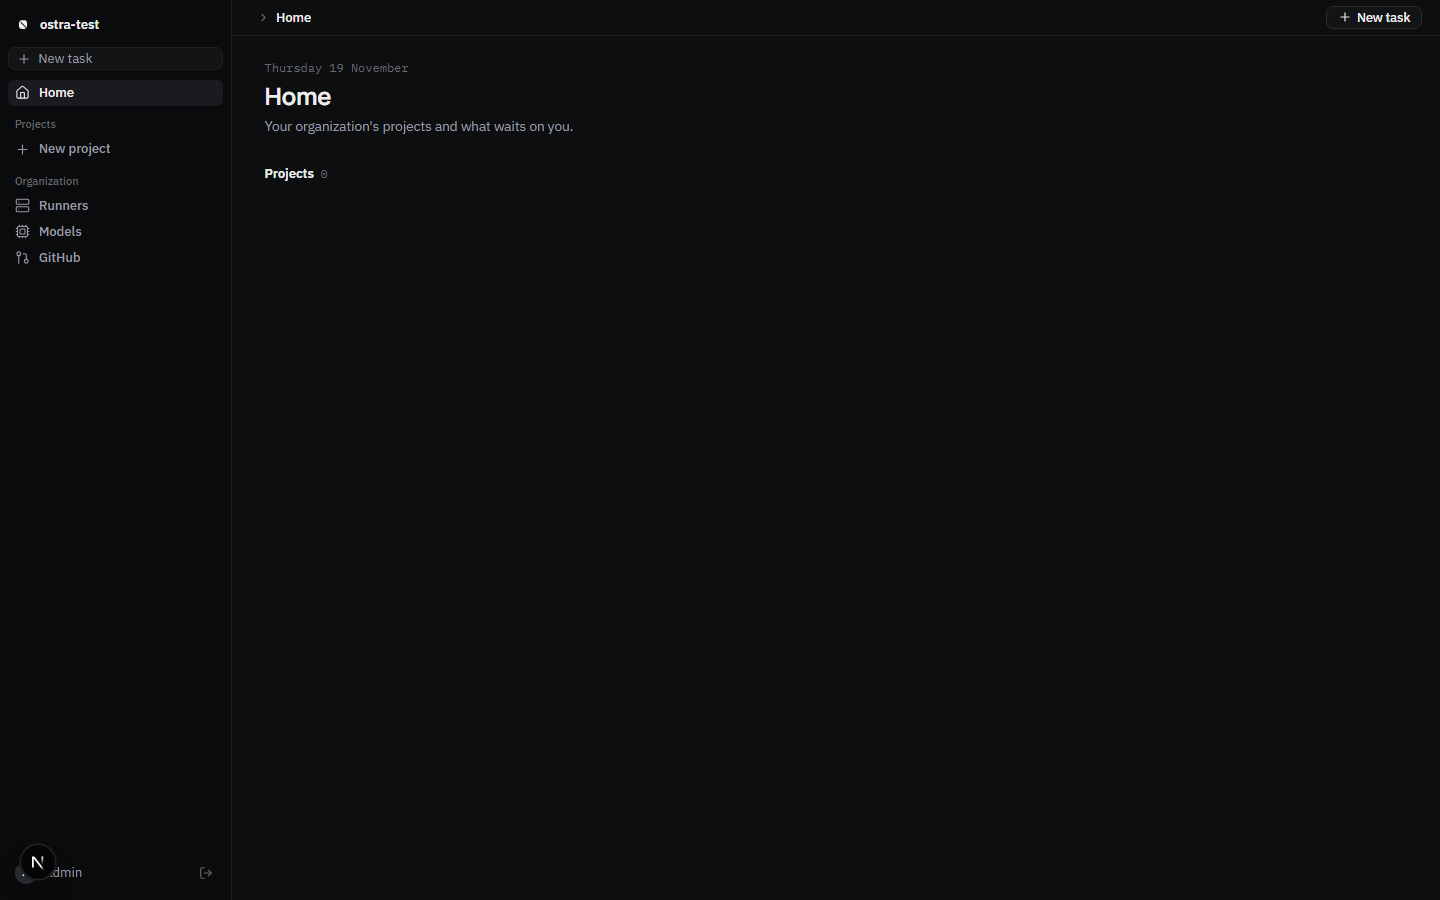 ostra-test
New task
Home
Projects
New project
Organization
Runners
Models
GitHub
Home
New task
Thursday 19 November
Home
Your organization's projects and what waits on you.
Projects 0
N